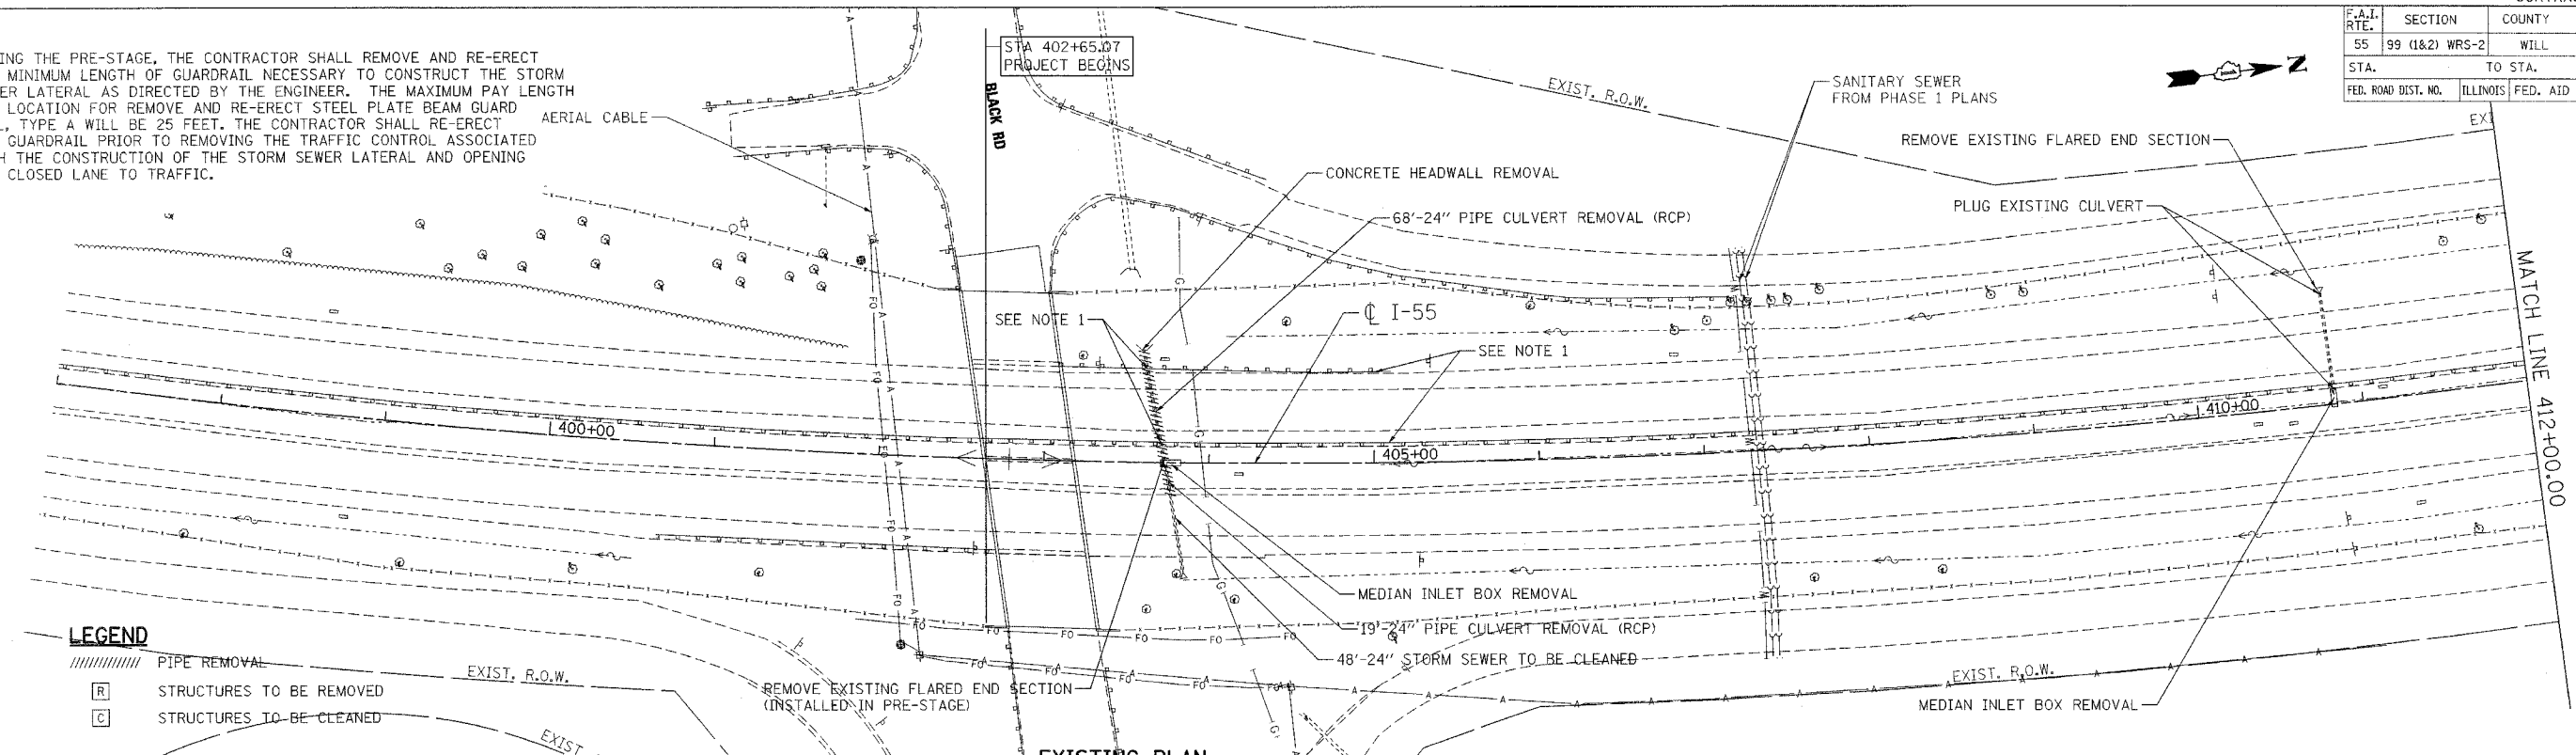 F.A.I. RTE. SECTION COUNTY
55 99 (1&2) WRS-2 WILL
STA. TO STA.
FED. ROAD DIST. NO. ILLINOIS FED. AID
ING THE PRE-STAGE, THE CONTRACTOR SHALL REMOVE AND RE-ERECT
MINIMUM LENGTH OF GUARDRAIL NECESSARY TO CONSTRUCT THE STORM
ER LATERAL AS DIRECTED BY THE ENGINEER. THE MAXIMUM PAY LENGTH
LOCATION FOR REMOVE AND RE-ERECT STEEL PLATE BEAM GUARD
, TYPE A WILL BE 25 FEET. THE CONTRACTOR SHALL RE-ERECT
GUARDRAIL PRIOR TO REMOVING THE TRAFFIC CONTROL ASSOCIATED
H THE CONSTRUCTION OF THE STORM SEWER LATERAL AND OPENING
CLOSED LANE TO TRAFFIC.
STA 402+65.07
PROJECT BEGINS
BLACK RD
AERIAL CABLE
EXIST. R.O.W.
SANITARY SEWER
FROM PHASE 1 PLANS
N
REMOVE EXISTING FLARED END SECTION
CONCRETE HEADWALL REMOVAL
68'-24" PIPE CULVERT REMOVAL (RCP)
PLUG EXISTING CULVERT
SEE NOTE 1
℄ I-55
SEE NOTE 1
MATCH LINE 412+00.00
400+00
405+00
410+00
MEDIAN INLET BOX REMOVAL
19'-24" PIPE CULVERT REMOVAL (RCP)
48'-24" STORM SEWER TO BE CLEANED
REMOVE EXISTING FLARED END SECTION
(INSTALLED IN PRE-STAGE)
EXIST. R.O.W.
MEDIAN INLET BOX REMOVAL
LEGEND
PIPE REMOVAL
R STRUCTURES TO BE REMOVED
C STRUCTURES TO BE CLEANED
EXIST. R.O.W.
EXIST
EXISTING PLAN